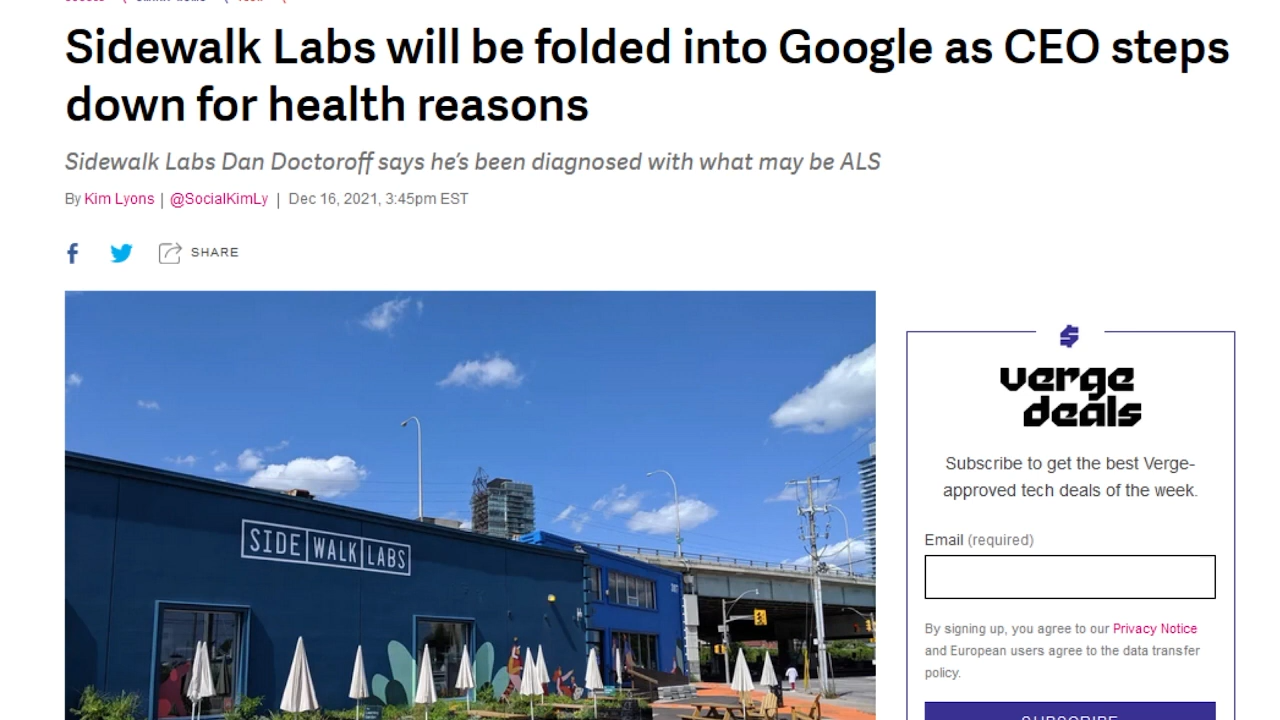 Sidewalk Labs will be folded into Google as CEO steps
down for health reasons
Sidewalk Labs Dan Doctoroff says he's been diagnosed with what may be ALS
By Kim Lyons | @SocialKimLy | Dec 16, 2021, 3:45pm EST
SHARE
SIDE WALK LABS
verge
deals
Subscribe to get the best Verge-
approved tech deals of the week.
Email (required)
By signing up, you agree to our Privacy Notice
and European users agree to the data transfer
policy.
SUBSCRIBE